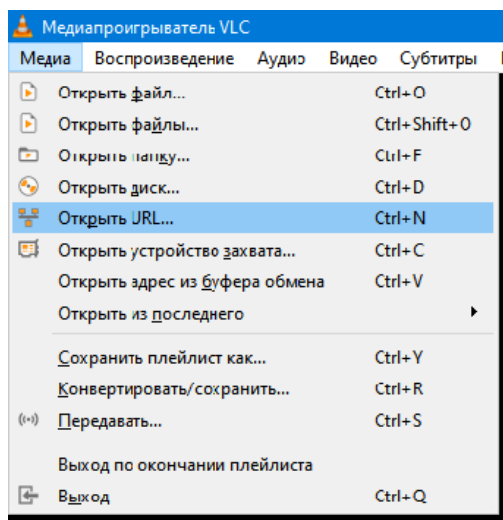 Медиапроигрыватель VLC
Медиа Воспроизведение Аудио Видео Субтитры
Открыть файл... Ctrl+O
Открыть файлы... Ctrl+Shift+O
Открыть папку... Ctrl+F
Открыть диск... Ctrl+D
Открыть URL... Ctrl+N
Открыть устройство захвата... Ctrl+C
Открыть адрес из буфера обмена Ctrl+V
Открыть из последнего
Сохранить плейлист как... Ctrl+Y
Конвертировать/сохранить... Ctrl+R
Передавать... Ctrl+S
Выход по окончании плейлиста
Выход Ctrl+Q